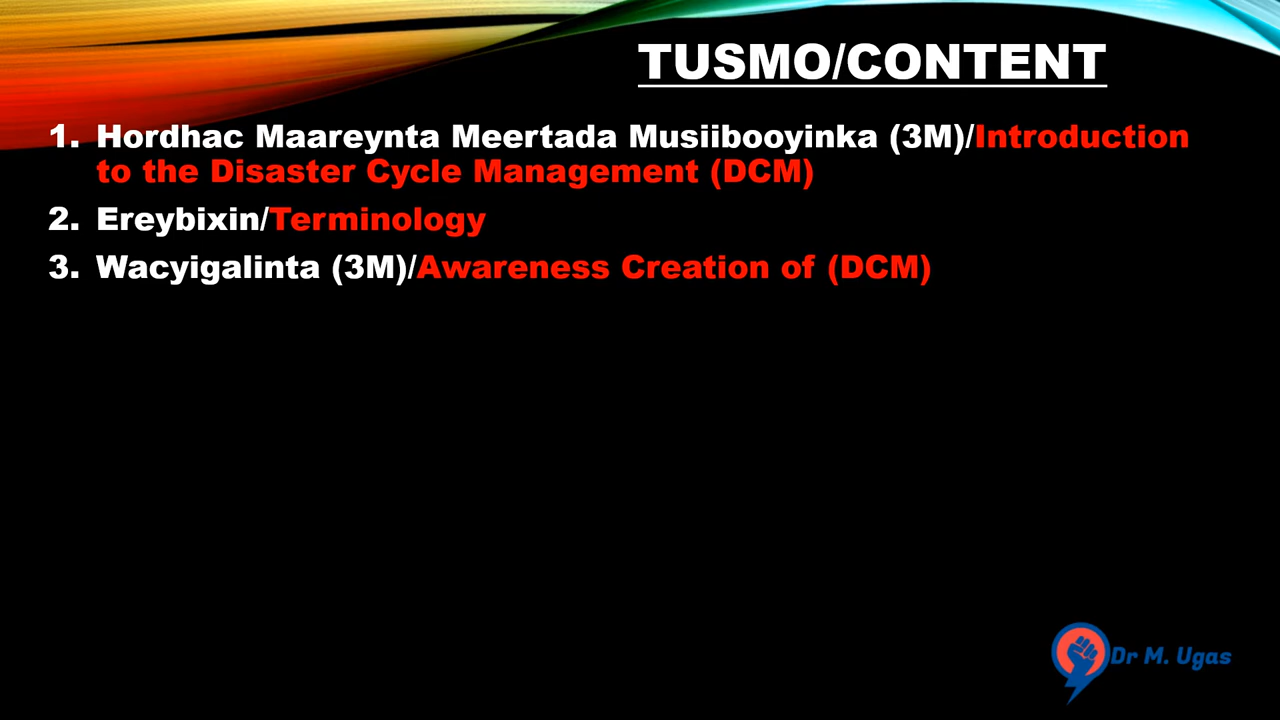 TUSMO/CONTENT
1. Hordhac Maareynta Meertada Musiibooyinka (3M)/Introduction
to the Disaster Cycle Management (DCM)
2. Ereybixin/Terminology
3. Wacyigalinta (3M)/Awareness Creation of (DCM)
Dr M. Ugas